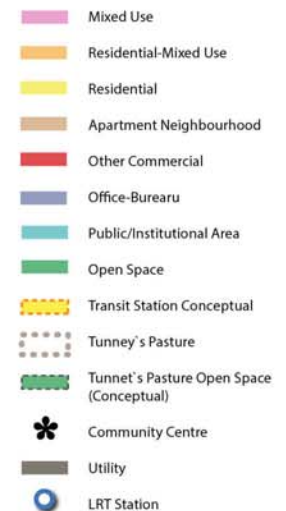 Mixed Use
Residential-Mixed Use
Residential
Apartment Neighbourhood
Other Commercial
Office-Burearu
Public/Institutional Area
Open Space
Transit Station Conceptual
Tunney`s Pasture
Tunnet`s Pasture Open Space
(Conceptual)
Community Centre
Utility
LRT Station